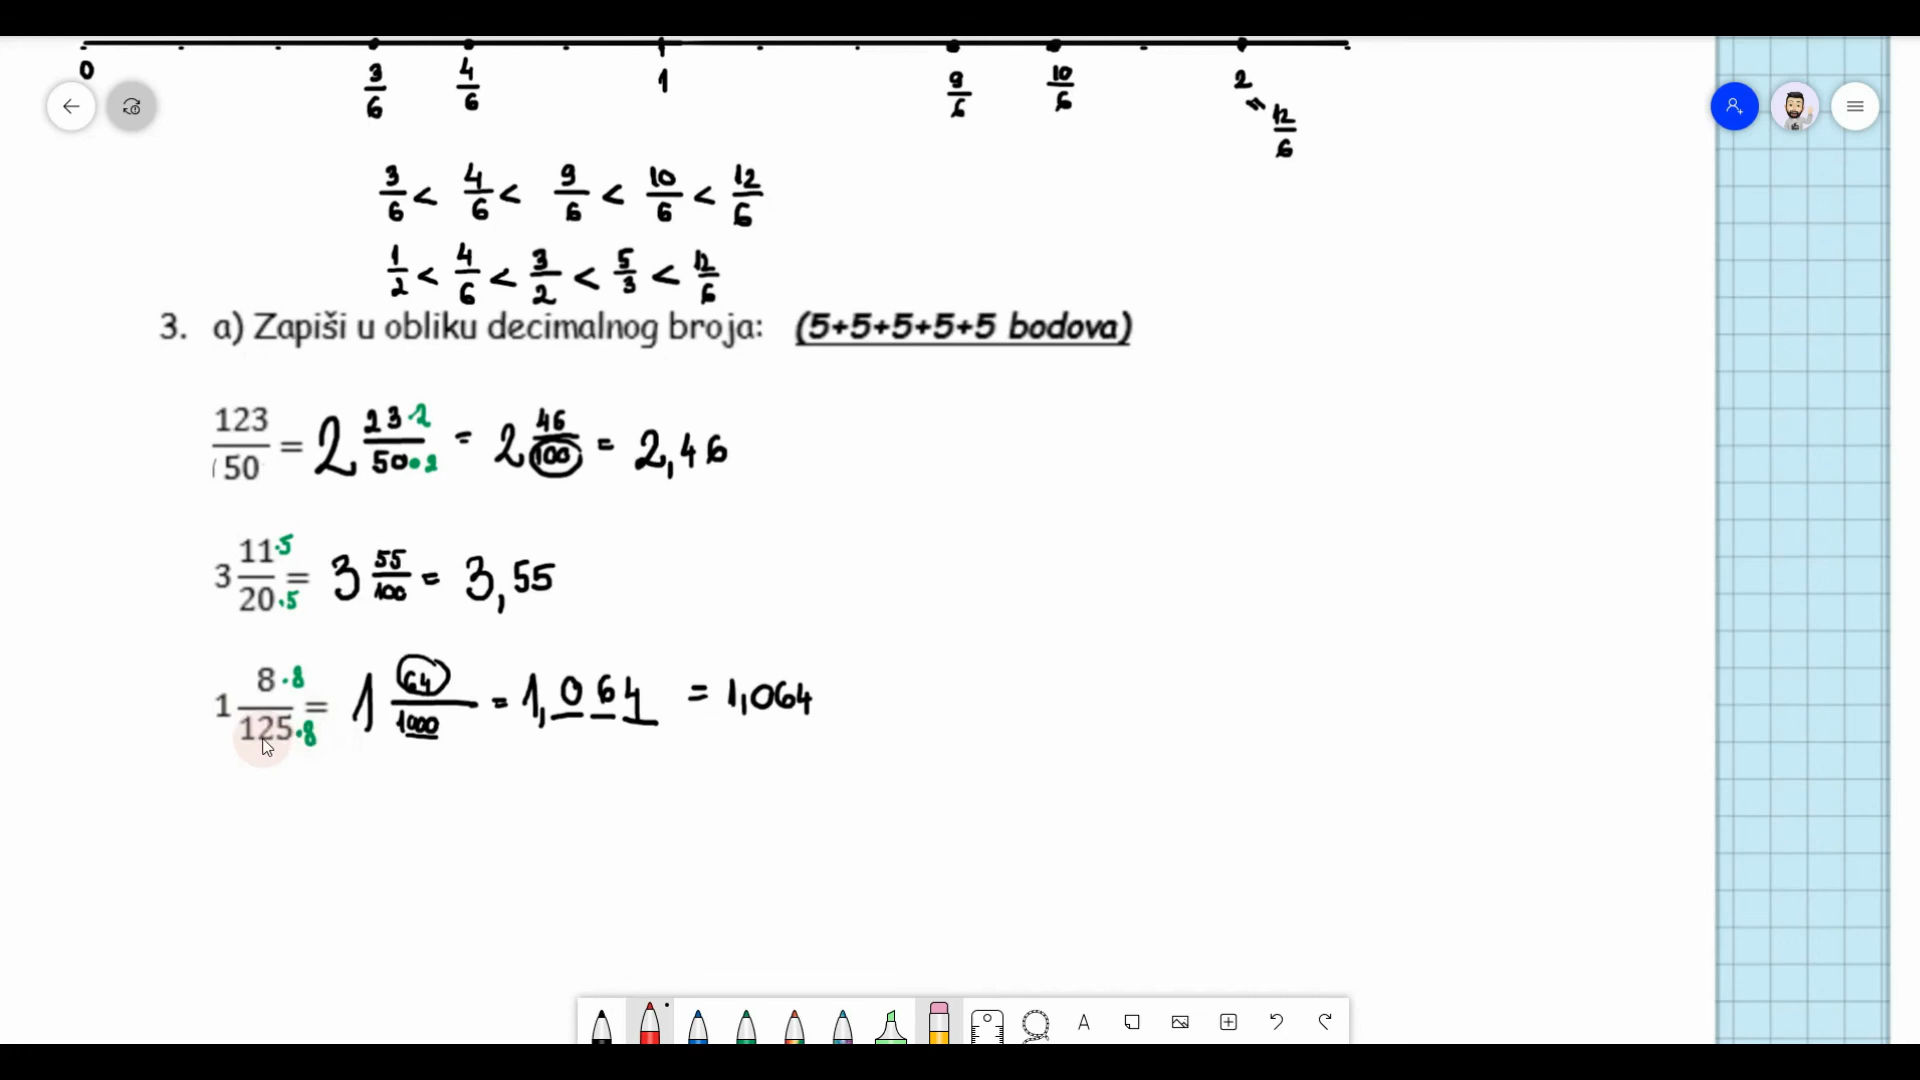 0 3/6 4/6 1 9/6 10/6 2 = 12/6
3/6 < 4/6 < 9/6 < 10/6 < 12/6
1/2 < 4/6 < 3/2 < 5/3 < 12/6
3. a) Zapiši u obliku decimalnog broja: (5+5+5+5+5 bodova)
123/50 = 2 23·2/50·2 = 2 46/100 = 2,46
3 11·5/20·5 = 3 55/100 = 3,55
1 8·8/125·8 = 1 64/1000 = 1,064 = 1,064
A